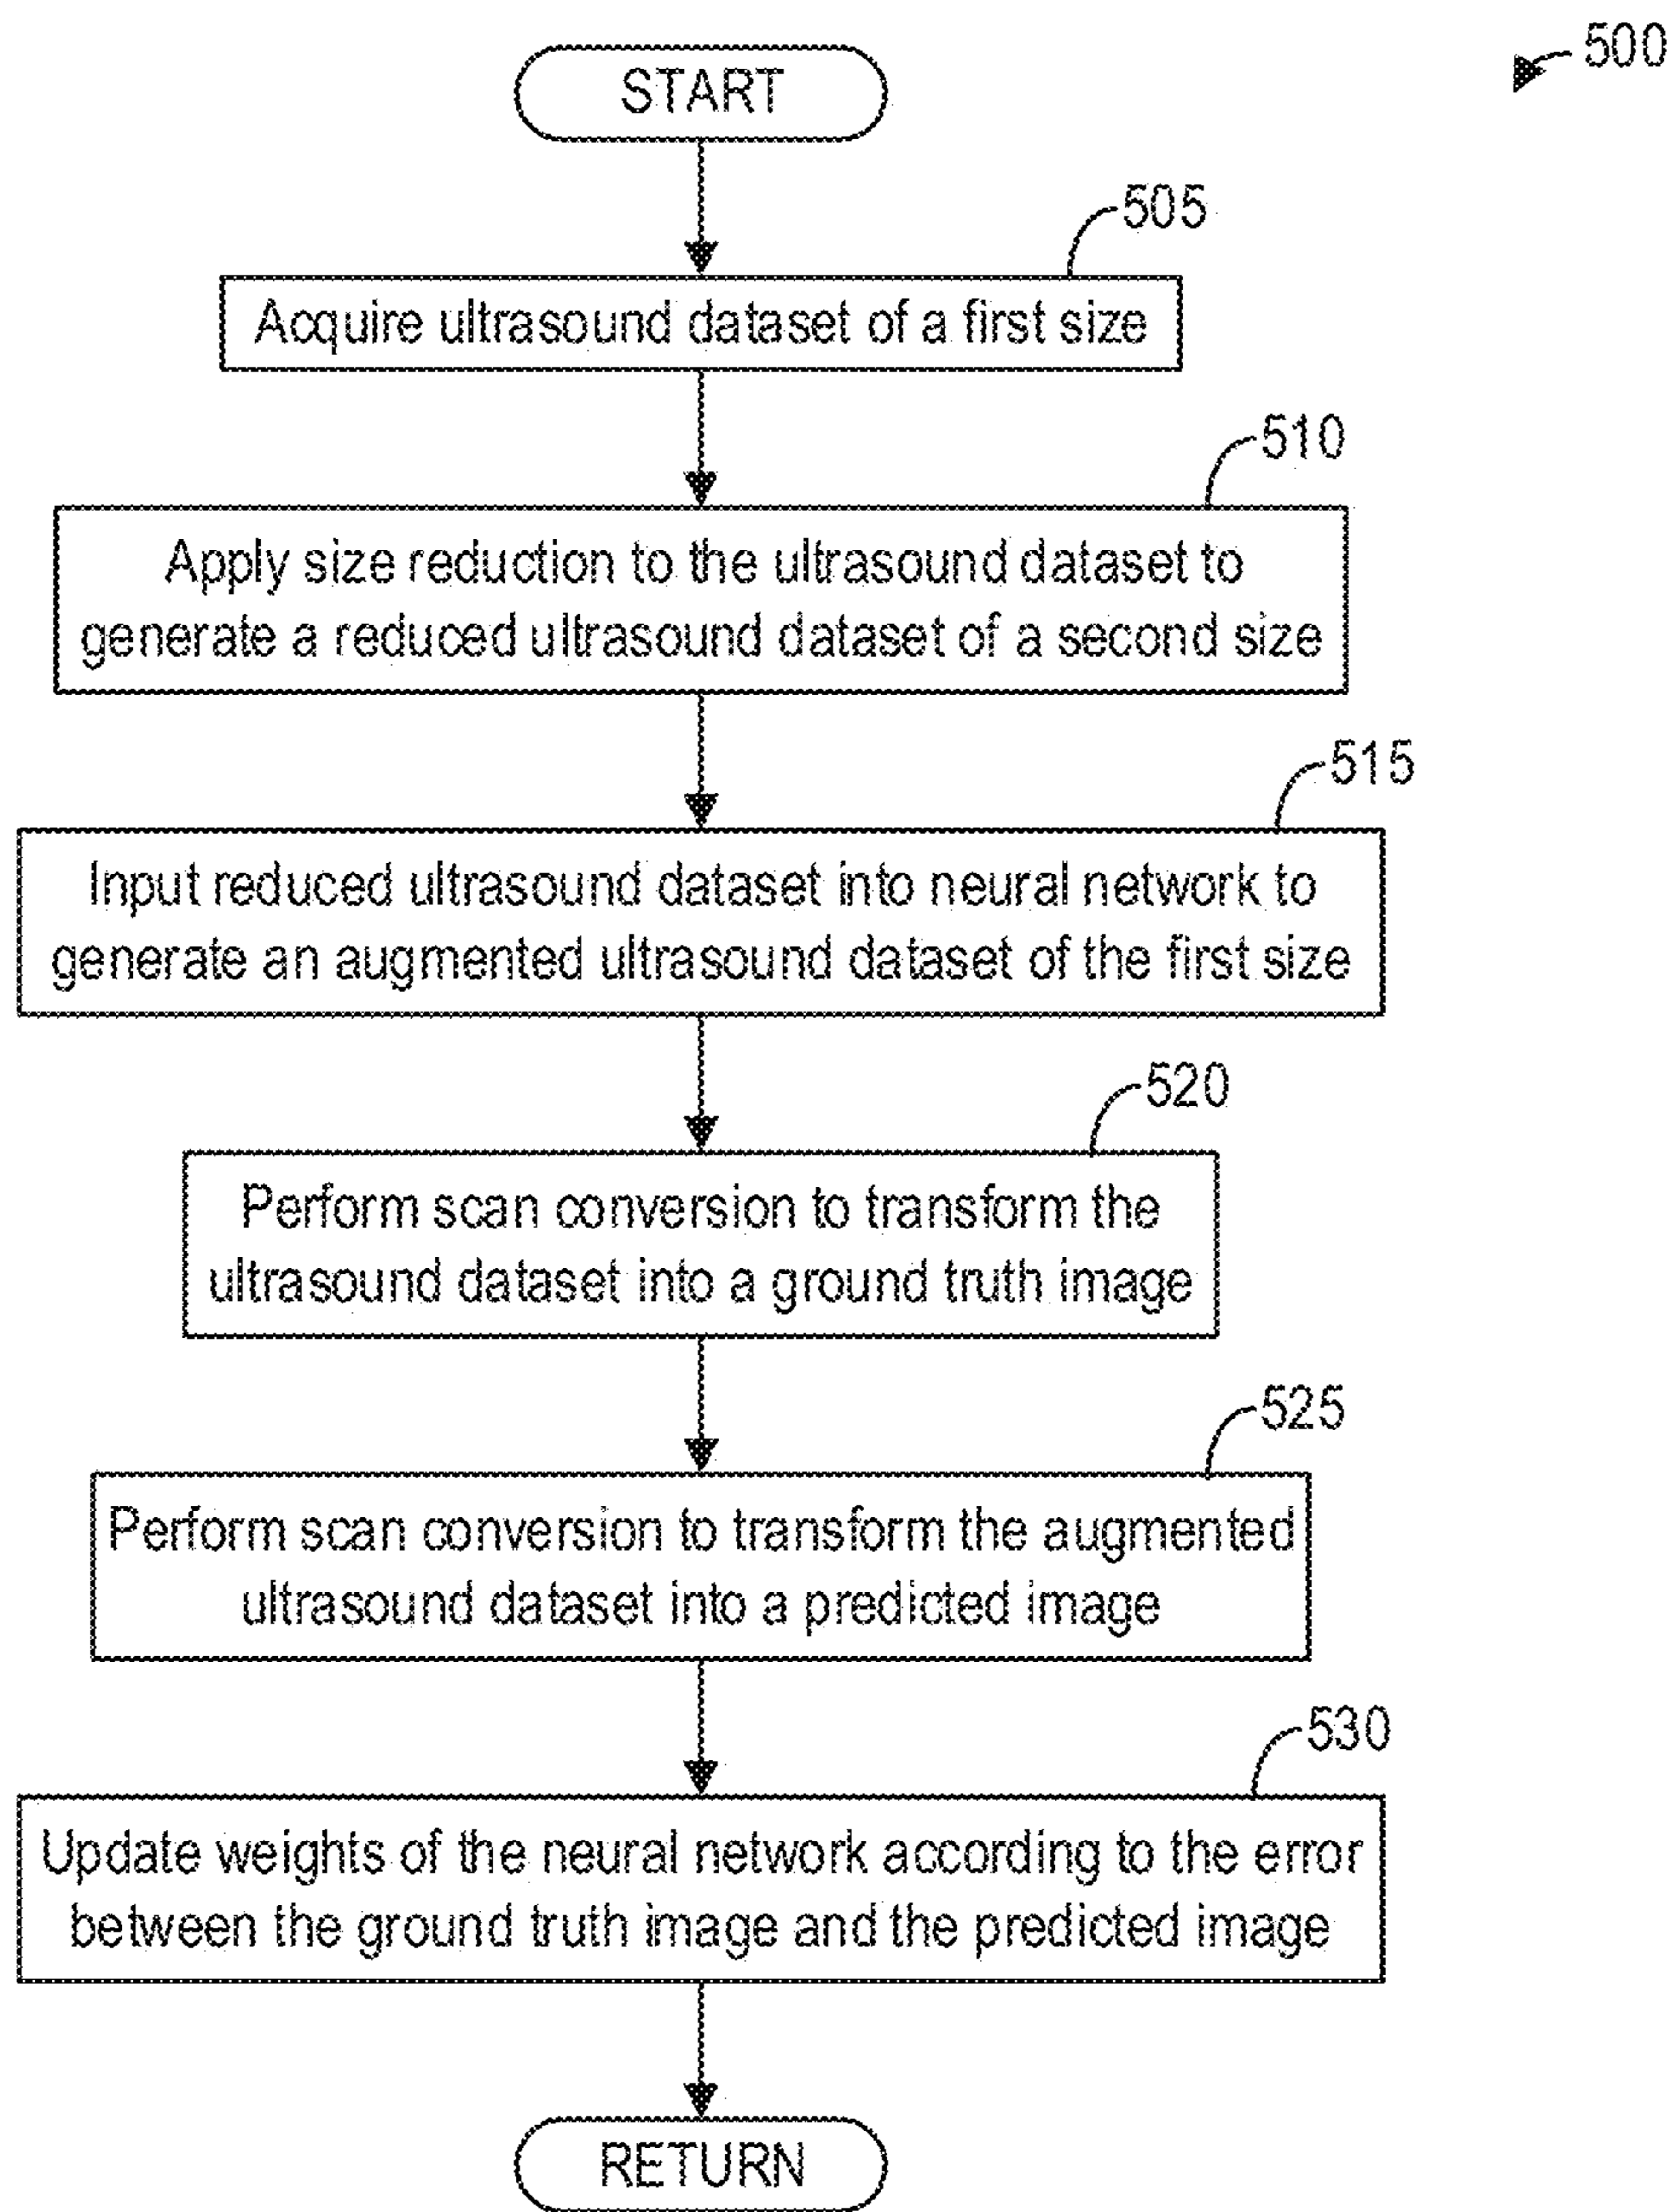 500
START
505
Acquire ultrasound dataset of a first size
510
Apply size reduction to the ultrasound dataset to
generate a reduced ultrasound dataset of a second size
515
Input reduced ultrasound dataset into neural network to
generate an augmented ultrasound dataset of the first size
520
Perform scan conversion to transform the
ultrasound dataset into a ground truth image
525
Perform scan conversion to transform the augmented
ultrasound dataset into a predicted image
530
Update weights of the neural network according to the error
between the ground truth image and the predicted image
RETURN